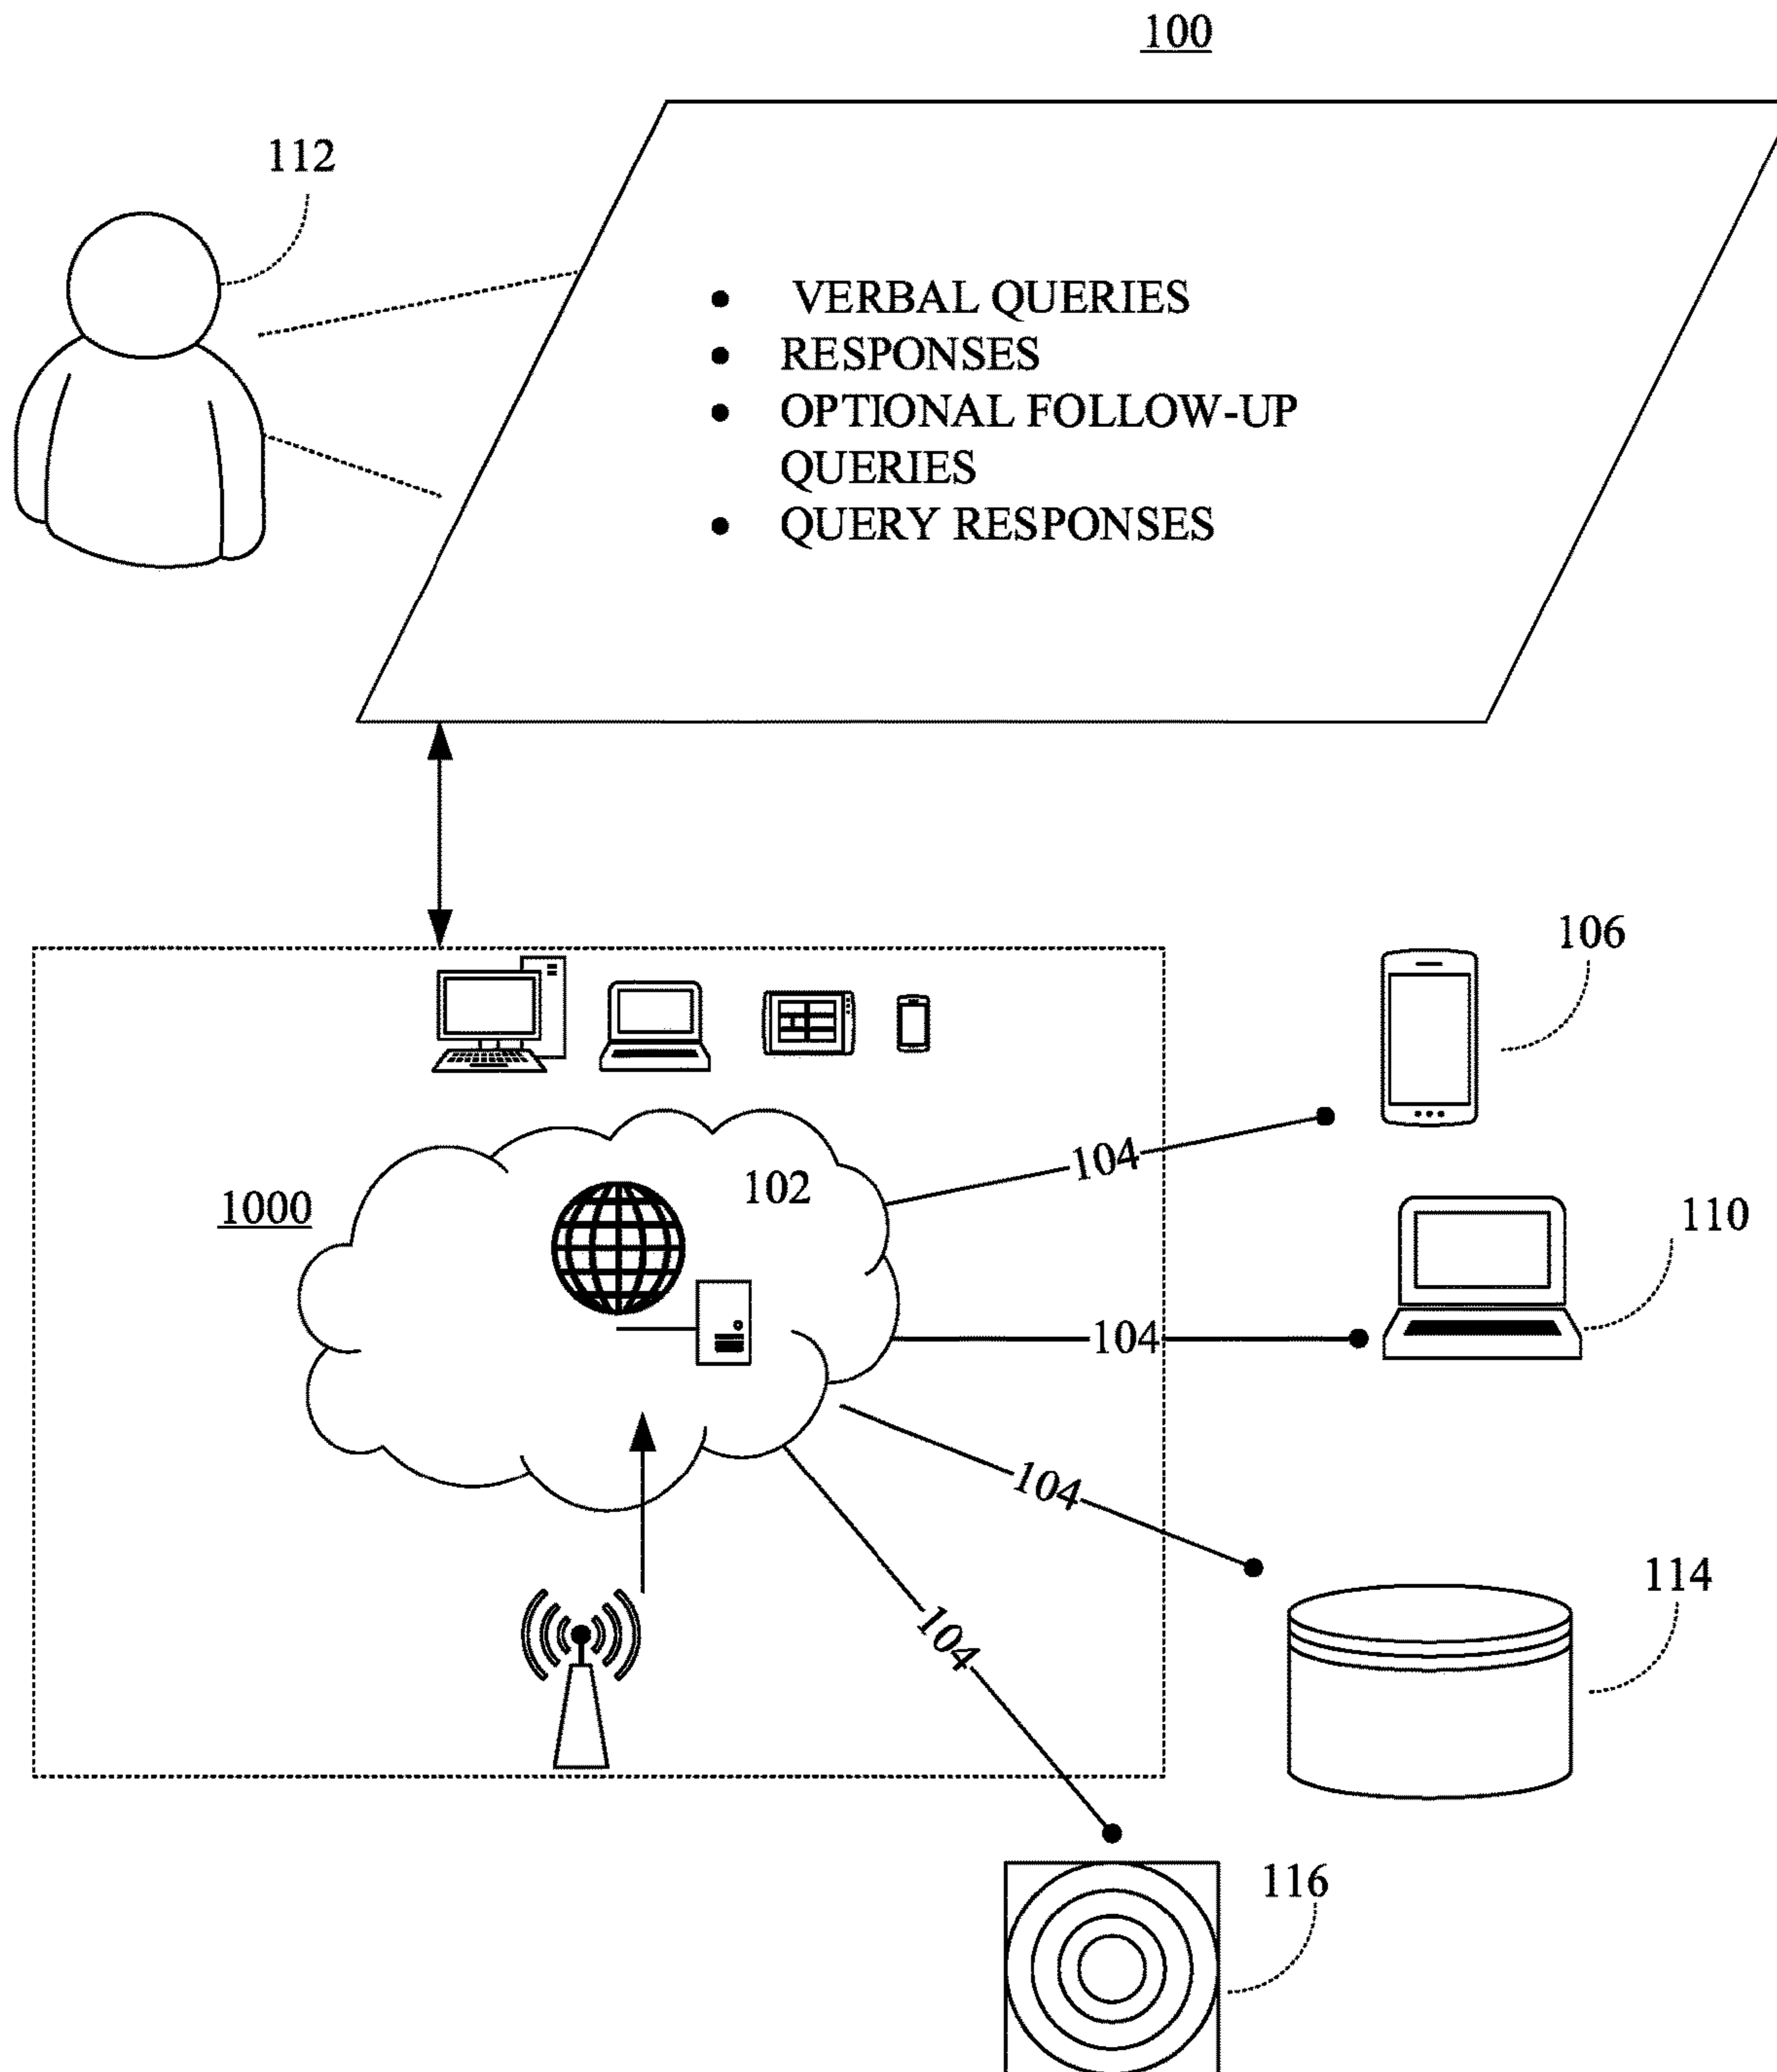 100
112
• VERBAL QUERIES
• RESPONSES
• OPTIONAL FOLLOW-UP
QUERIES
• QUERY RESPONSES
106
104
102
1000
110
104
104
114
104
116